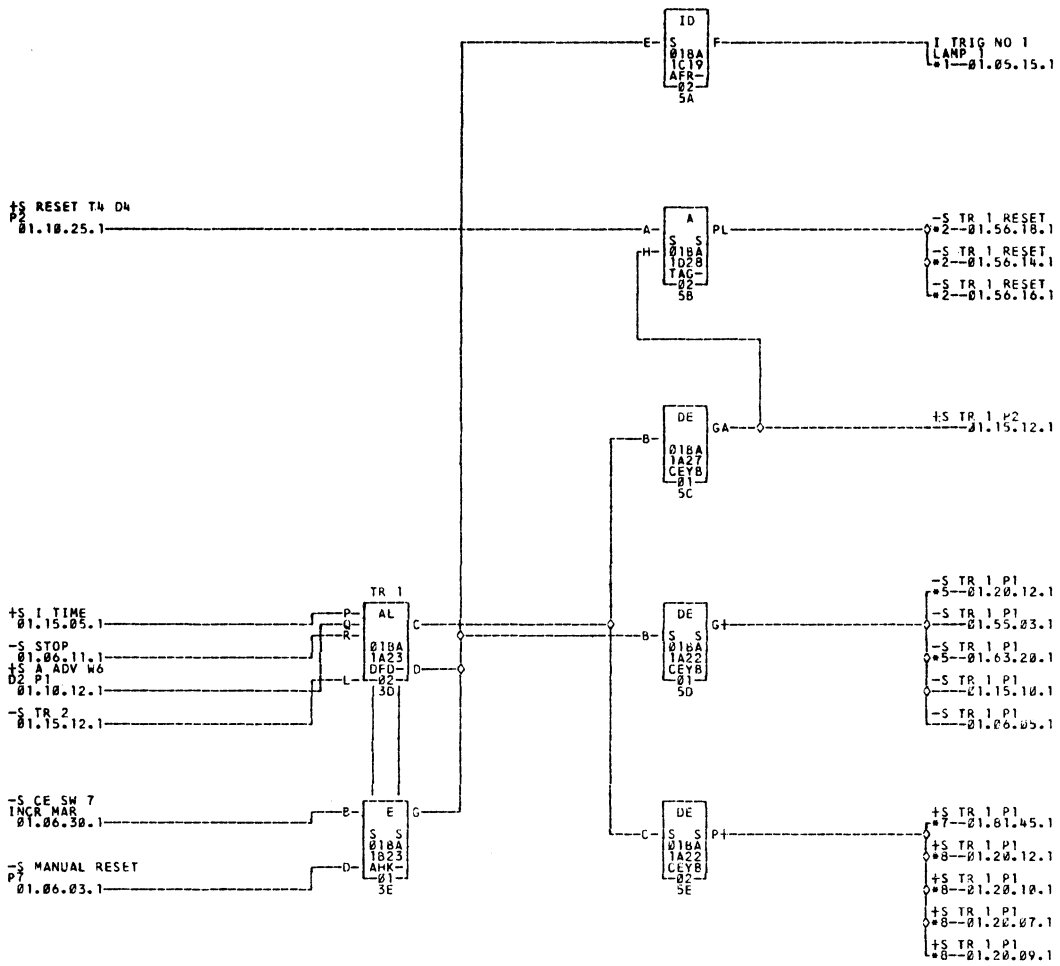 ID
E
S
F
01BA
1C19
AFR-
02
5A
I TRIG NO 1
LAMP 1
*1--01.05.15.1
+S RESET T4 D4
P2
01.10.25.1
A
A
PL
S S
H
01BA
1D28
TAG-
02
5B
-S TR 1 RESET
*2--01.56.18.1
-S TR 1 RESET
*2--01.56.14.1
-S TR 1 RESET
*2--01.56.16.1
DE
B
GA
01BA
1A27
CEYB
01
5C
+S TR 1 P2
01.15.12.1
TR 1
+S I TIME
01.15.05.1
-S STOP
01.06.11.1
+S A ADV W6
D2 P1
01.10.12.1
-S TR 2
01.15.12.1
P
AL
Q
C
R
01BA
1A23
DFD-
D
L
02
3D
DE
B
S S
G+
01BA
1A22
CEYB
01
5D
-S TR 1 P1
*5--01.20.12.1
-S TR 1 P1
01.55.03.1
-S TR 1 P1
*5--01.63.20.1
-S TR 1 P1
01.15.10.1
-S TR 1 P1
01.06.05.1
-S CE SW 7
INCR MAR
01.06.30.1
-S MANUAL RESET
P7
01.06.03.1
B
E
G
S S
01BA
1B23
AHK-
D
01
3E
DE
C
S S
P+
01BA
1A22
CEYB
02
5E
+S TR 1 P1
*7--01.81.45.1
+S TR 1 P1
*8--01.20.12.1
+S TR 1 P1
*8--01.20.10.1
+S TR 1 P1
*8--01.20.07.1
+S TR 1 P1
*8--01.20.09.1